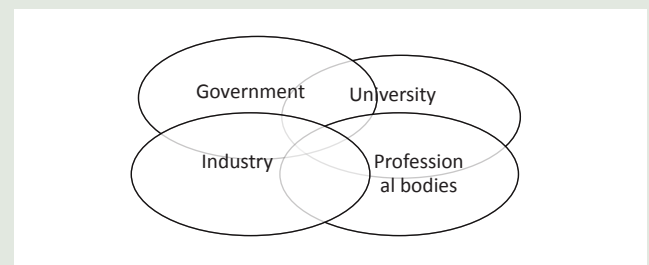 Government
University
Industry
Profession
al bodies